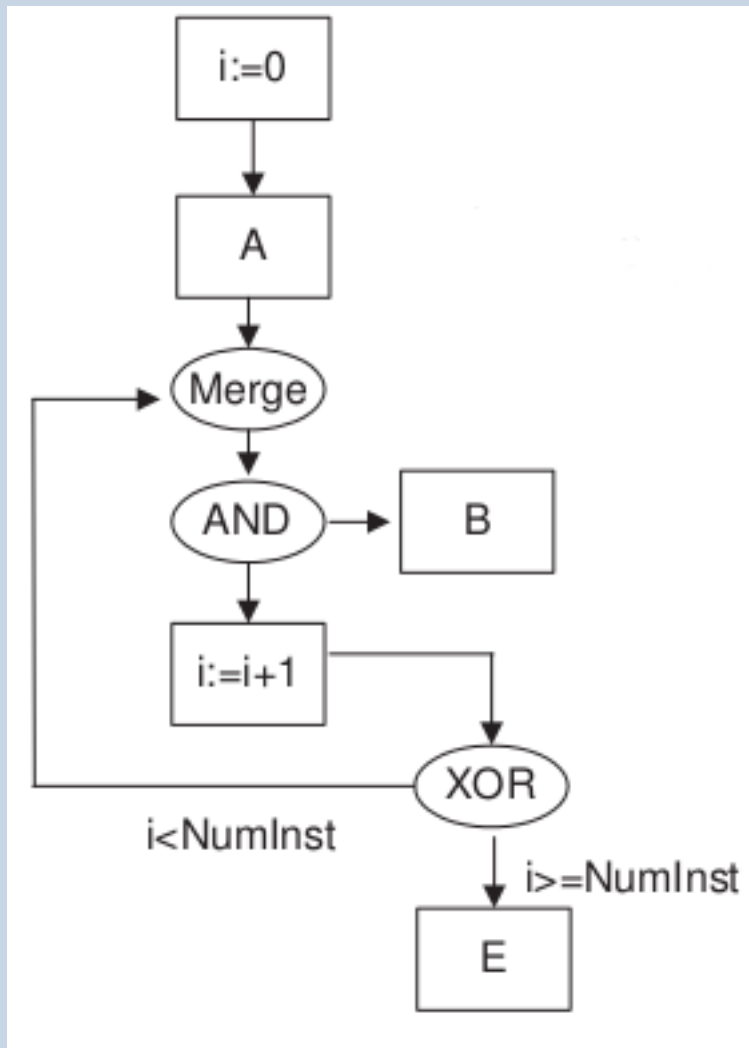 i:=0
A
Merge
AND
B
i:=i+1
XOR
i<NumInst
i>=NumInst
E